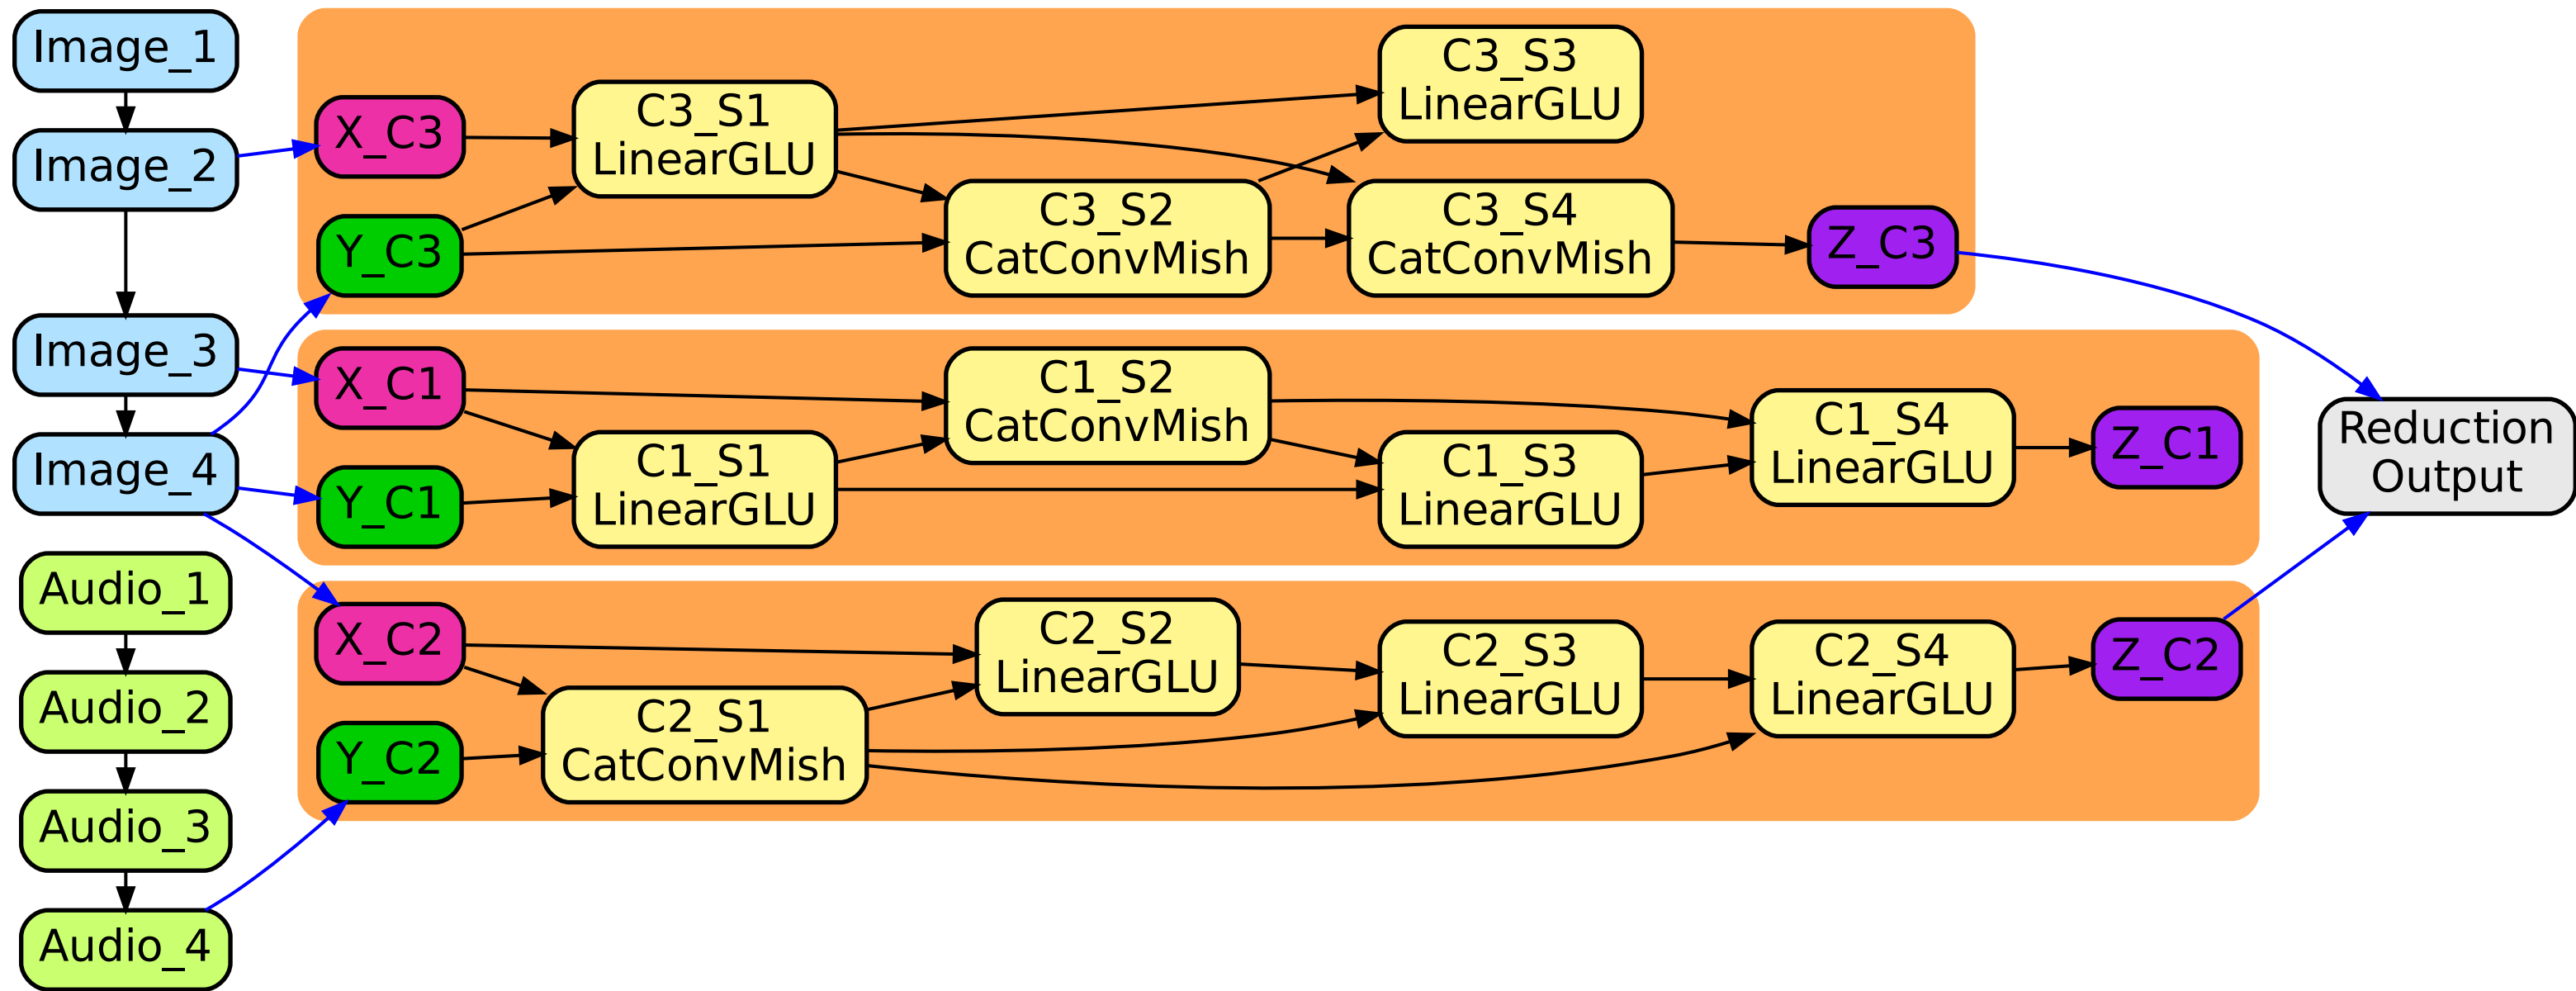 Image_1
Image_2
Image_3
Image_4
Audio_1
Audio_2
Audio_3
Audio_4
X_C3
Y_C3
C3_S1
LinearGLU
C3_S2
CatConvMish
C3_S3
LinearGLU
C3_S4
CatConvMish
Z_C3
X_C1
Y_C1
C1_S1
LinearGLU
C1_S2
CatConvMish
C1_S3
LinearGLU
C1_S4
LinearGLU
Z_C1
X_C2
Y_C2
C2_S1
CatConvMish
C2_S2
LinearGLU
C2_S3
LinearGLU
C2_S4
LinearGLU
Z_C2
Reduction
Output